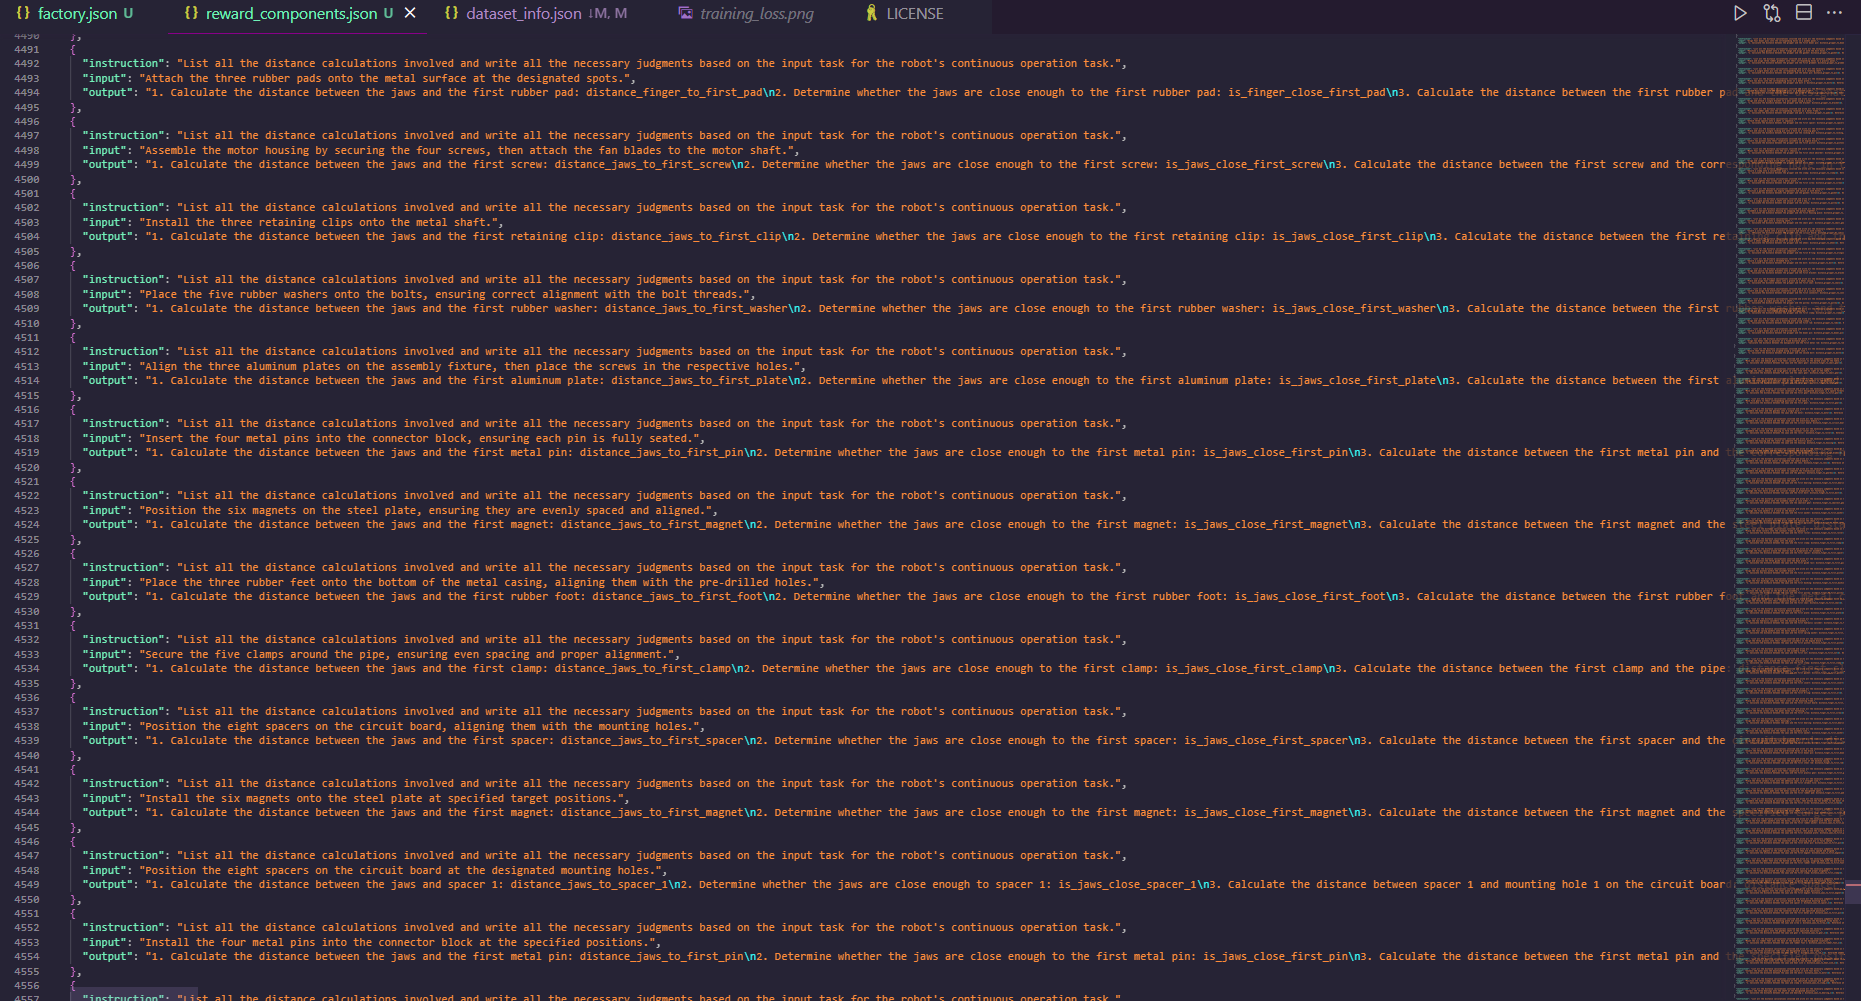 {} factory.json U {} reward_components.json U × {} dataset_info.json ↓M, M training_loss.png LICENSE
4490 },
4491 {
4492 "instruction": "List all the distance calculations involved and write all the necessary judgments based on the input task for the robot's continuous operation task.",
4493 "input": "Attach the three rubber pads onto the metal surface at the designated spots.",
4494 "output": "1. Calculate the distance between the jaws and the first rubber pad: distance_finger_to_first_pad\n2. Determine whether the jaws are close enough to the first rubber pad: is_finger_close_first_pad\n3. Calculate the distance between the first rubber
4495 },
4496 {
4497 "instruction": "List all the distance calculations involved and write all the necessary judgments based on the input task for the robot's continuous operation task.",
4498 "input": "Assemble the motor housing by securing the four screws, then attach the fan blades to the motor shaft.",
4499 "output": "1. Calculate the distance between the jaws and the first screw: distance_jaws_to_first_screw\n2. Determine whether the jaws are close enough to the first screw: is_jaws_close_first_screw\n3. Calculate the distance between the first screw and the
4500 },
4501 {
4502 "instruction": "List all the distance calculations involved and write all the necessary judgments based on the input task for the robot's continuous operation task.",
4503 "input": "Install the three retaining clips onto the metal shaft.",
4504 "output": "1. Calculate the distance between the jaws and the first retaining clip: distance_jaws_to_first_clip\n2. Determine whether the jaws are close enough to the first retaining clip: is_jaws_close_first_clip\n3. Calculate the distance between the first
4505 },
4506 {
4507 "instruction": "List all the distance calculations involved and write all the necessary judgments based on the input task for the robot's continuous operation task.",
4508 "input": "Place the five rubber washers onto the bolts, ensuring correct alignment with the bolt threads.",
4509 "output": "1. Calculate the distance between the jaws and the first rubber washer: distance_jaws_to_first_washer\n2. Determine whether the jaws are close enough to the first rubber washer: is_jaws_close_first_washer\n3. Calculate the distance between the first
4510 },
4511 {
4512 "instruction": "List all the distance calculations involved and write all the necessary judgments based on the input task for the robot's continuous operation task.",
4513 "input": "Align the three aluminum plates on the assembly fixture, then place the screws in the respective holes.",
4514 "output": "1. Calculate the distance between the jaws and the first aluminum plate: distance_jaws_to_first_plate\n2. Determine whether the jaws are close enough to the first aluminum plate: is_jaws_close_first_plate\n3. Calculate the distance between the first
4515 },
4516 {
4517 "instruction": "List all the distance calculations involved and write all the necessary judgments based on the input task for the robot's continuous operation task.",
4518 "input": "Insert the four metal pins into the connector block, ensuring each pin is fully seated.",
4519 "output": "1. Calculate the distance between the jaws and the first metal pin: distance_jaws_to_first_pin\n2. Determine whether the jaws are close enough to the first metal pin: is_jaws_close_first_pin\n3. Calculate the distance between the first metal pin and
4520 },
4521 {
4522 "instruction": "List all the distance calculations involved and write all the necessary judgments based on the input task for the robot's continuous operation task.",
4523 "input": "Position the six magnets on the steel plate, ensuring they are evenly spaced and aligned.",
4524 "output": "1. Calculate the distance between the jaws and the first magnet: distance_jaws_to_first_magnet\n2. Determine whether the jaws are close enough to the first magnet: is_jaws_close_first_magnet\n3. Calculate the distance between the first magnet and the
4525 },
4526 {
4527 "instruction": "List all the distance calculations involved and write all the necessary judgments based on the input task for the robot's continuous operation task.",
4528 "input": "Place the three rubber feet onto the bottom of the metal casing, aligning them with the pre-drilled holes.",
4529 "output": "1. Calculate the distance between the jaws and the first rubber foot: distance_jaws_to_first_foot\n2. Determine whether the jaws are close enough to the first rubber foot: is_jaws_close_first_foot\n3. Calculate the distance between the first rubber
4530 },
4531 {
4532 "instruction": "List all the distance calculations involved and write all the necessary judgments based on the input task for the robot's continuous operation task.",
4533 "input": "Secure the five clamps around the pipe, ensuring even spacing and proper alignment.",
4534 "output": "1. Calculate the distance between the jaws and the first clamp: distance_jaws_to_first_clamp\n2. Determine whether the jaws are close enough to the first clamp: is_jaws_close_first_clamp\n3. Calculate the distance between the first clamp and the pipe
4535 },
4536 {
4537 "instruction": "List all the distance calculations involved and write all the necessary judgments based on the input task for the robot's continuous operation task.",
4538 "input": "Position the eight spacers on the circuit board, aligning them with the mounting holes.",
4539 "output": "1. Calculate the distance between the jaws and the first spacer: distance_jaws_to_first_spacer\n2. Determine whether the jaws are close enough to the first spacer: is_jaws_close_first_spacer\n3. Calculate the distance between the first spacer and the
4540 },
4541 {
4542 "instruction": "List all the distance calculations involved and write all the necessary judgments based on the input task for the robot's continuous operation task.",
4543 "input": "Install the six magnets onto the steel plate at specified target positions.",
4544 "output": "1. Calculate the distance between the jaws and the first magnet: distance_jaws_to_first_magnet\n2. Determine whether the jaws are close enough to the first magnet: is_jaws_close_first_magnet\n3. Calculate the distance between the first magnet and the
4545 },
4546 {
4547 "instruction": "List all the distance calculations involved and write all the necessary judgments based on the input task for the robot's continuous operation task.",
4548 "input": "Position the eight spacers on the circuit board at the designated mounting holes.",
4549 "output": "1. Calculate the distance between the jaws and spacer 1: distance_jaws_to_spacer_1\n2. Determine whether the jaws are close enough to spacer 1: is_jaws_close_spacer_1\n3. Calculate the distance between spacer 1 and mounting hole 1 on the circuit board
4550 },
4551 {
4552 "instruction": "List all the distance calculations involved and write all the necessary judgments based on the input task for the robot's continuous operation task.",
4553 "input": "Install the four metal pins into the connector block at the specified positions.",
4554 "output": "1. Calculate the distance between the jaws and the first metal pin: distance_jaws_to_first_pin\n2. Determine whether the jaws are close enough to the first metal pin: is_jaws_close_first_pin\n3. Calculate the distance between the first metal pin and
4555 },
4556 {
4557 "instruction": "List all the distance calculations involved and write all the necessary judgments based on the input task for the robot's continuous operation task."